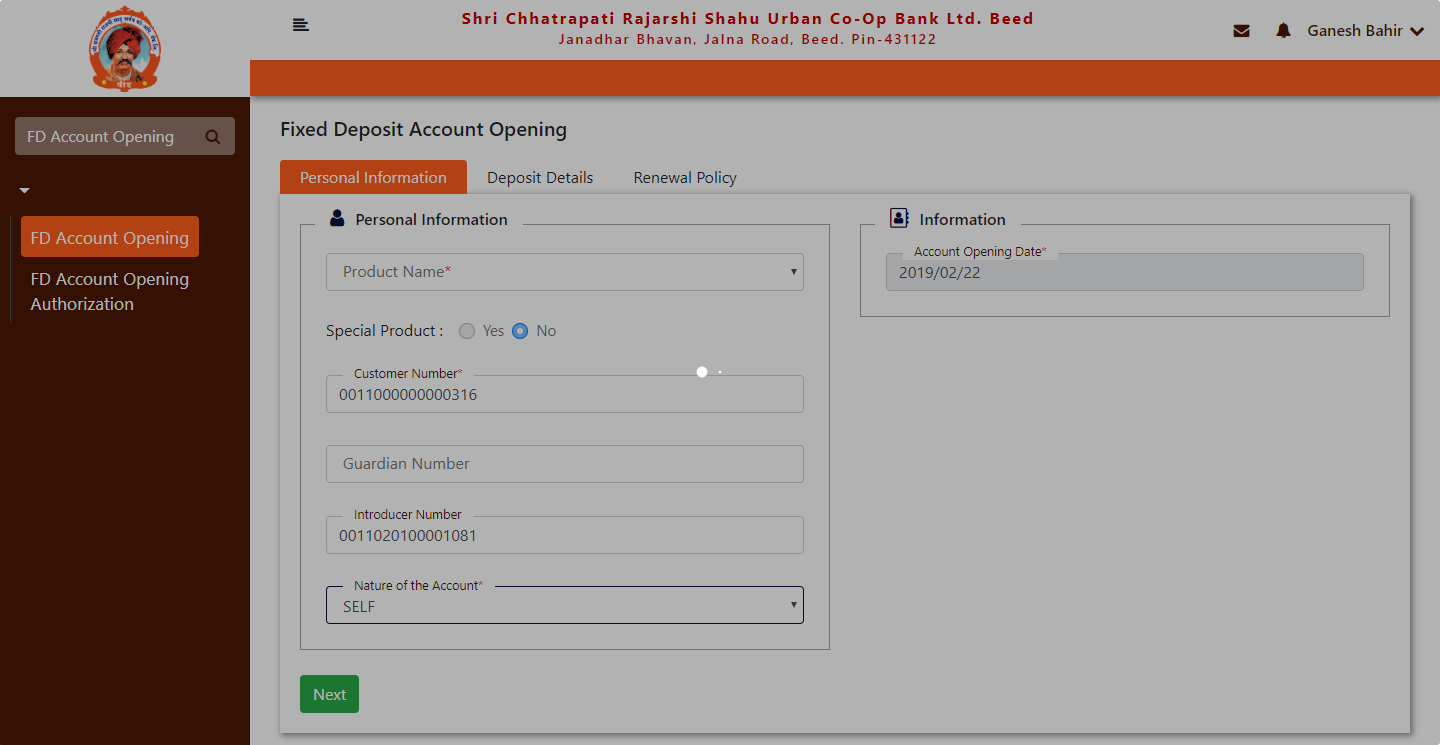 Shri Chhatrapati Rajarshi Shahu Urban Co-Op Bank Ltd. Beed
Janadhar Bhavan, Jalna Road, Beed. Pin-431122
Ganesh Bahir
FD Account Opening
FD Account Opening
FD Account Opening
Authorization
Fixed Deposit Account Opening
Personal Information
Deposit Details
Renewal Policy
Personal Information
Product Name*
Special Product :
Yes
No
Customer Number*
0011000000000316
Guardian Number
Introducer Number
0011020100001081
Nature of the Account*
SELF
Next
Information
Account Opening Date*
2019/02/22